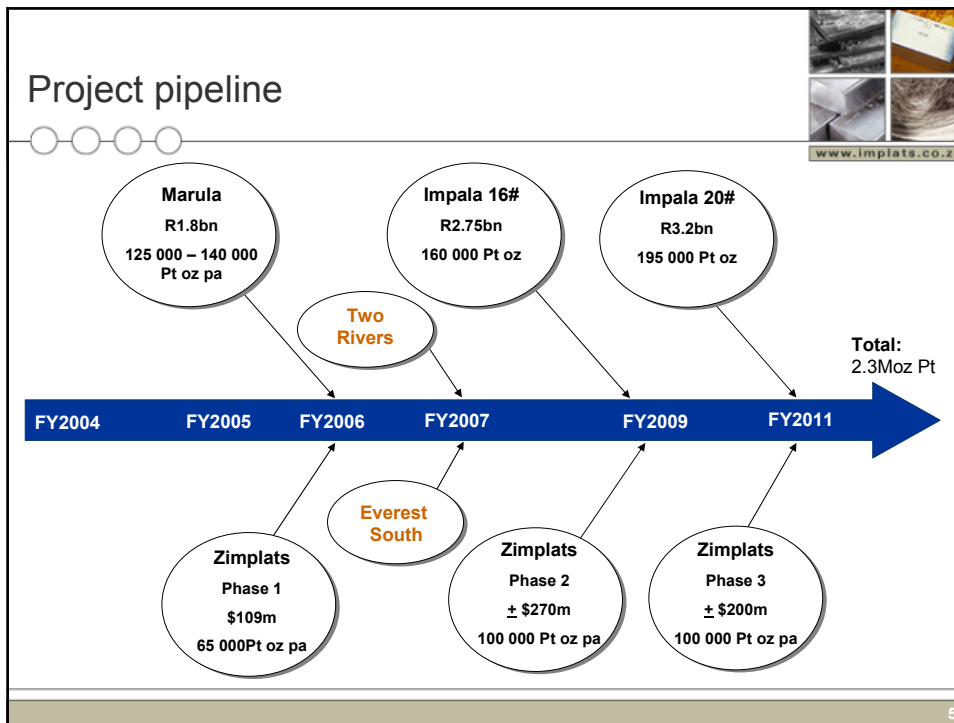 Project pipeline
www.implats.co.z
Marula
R1.8bn
125 000 – 140 000
Pt oz pa
Impala 16#
R2.75bn
160 000 Pt oz
Impala 20#
R3.2bn
195 000 Pt oz
Two
Rivers
Total:
2.3Moz Pt
FY2004
FY2005
FY2006
FY2007
FY2009
FY2011
Everest
South
Zimplats
Phase 1
$109m
65 000Pt oz pa
Zimplats
Phase 2
+ $270m
100 000 Pt oz pa
Zimplats
Phase 3
+ $200m
100 000 Pt oz pa
5